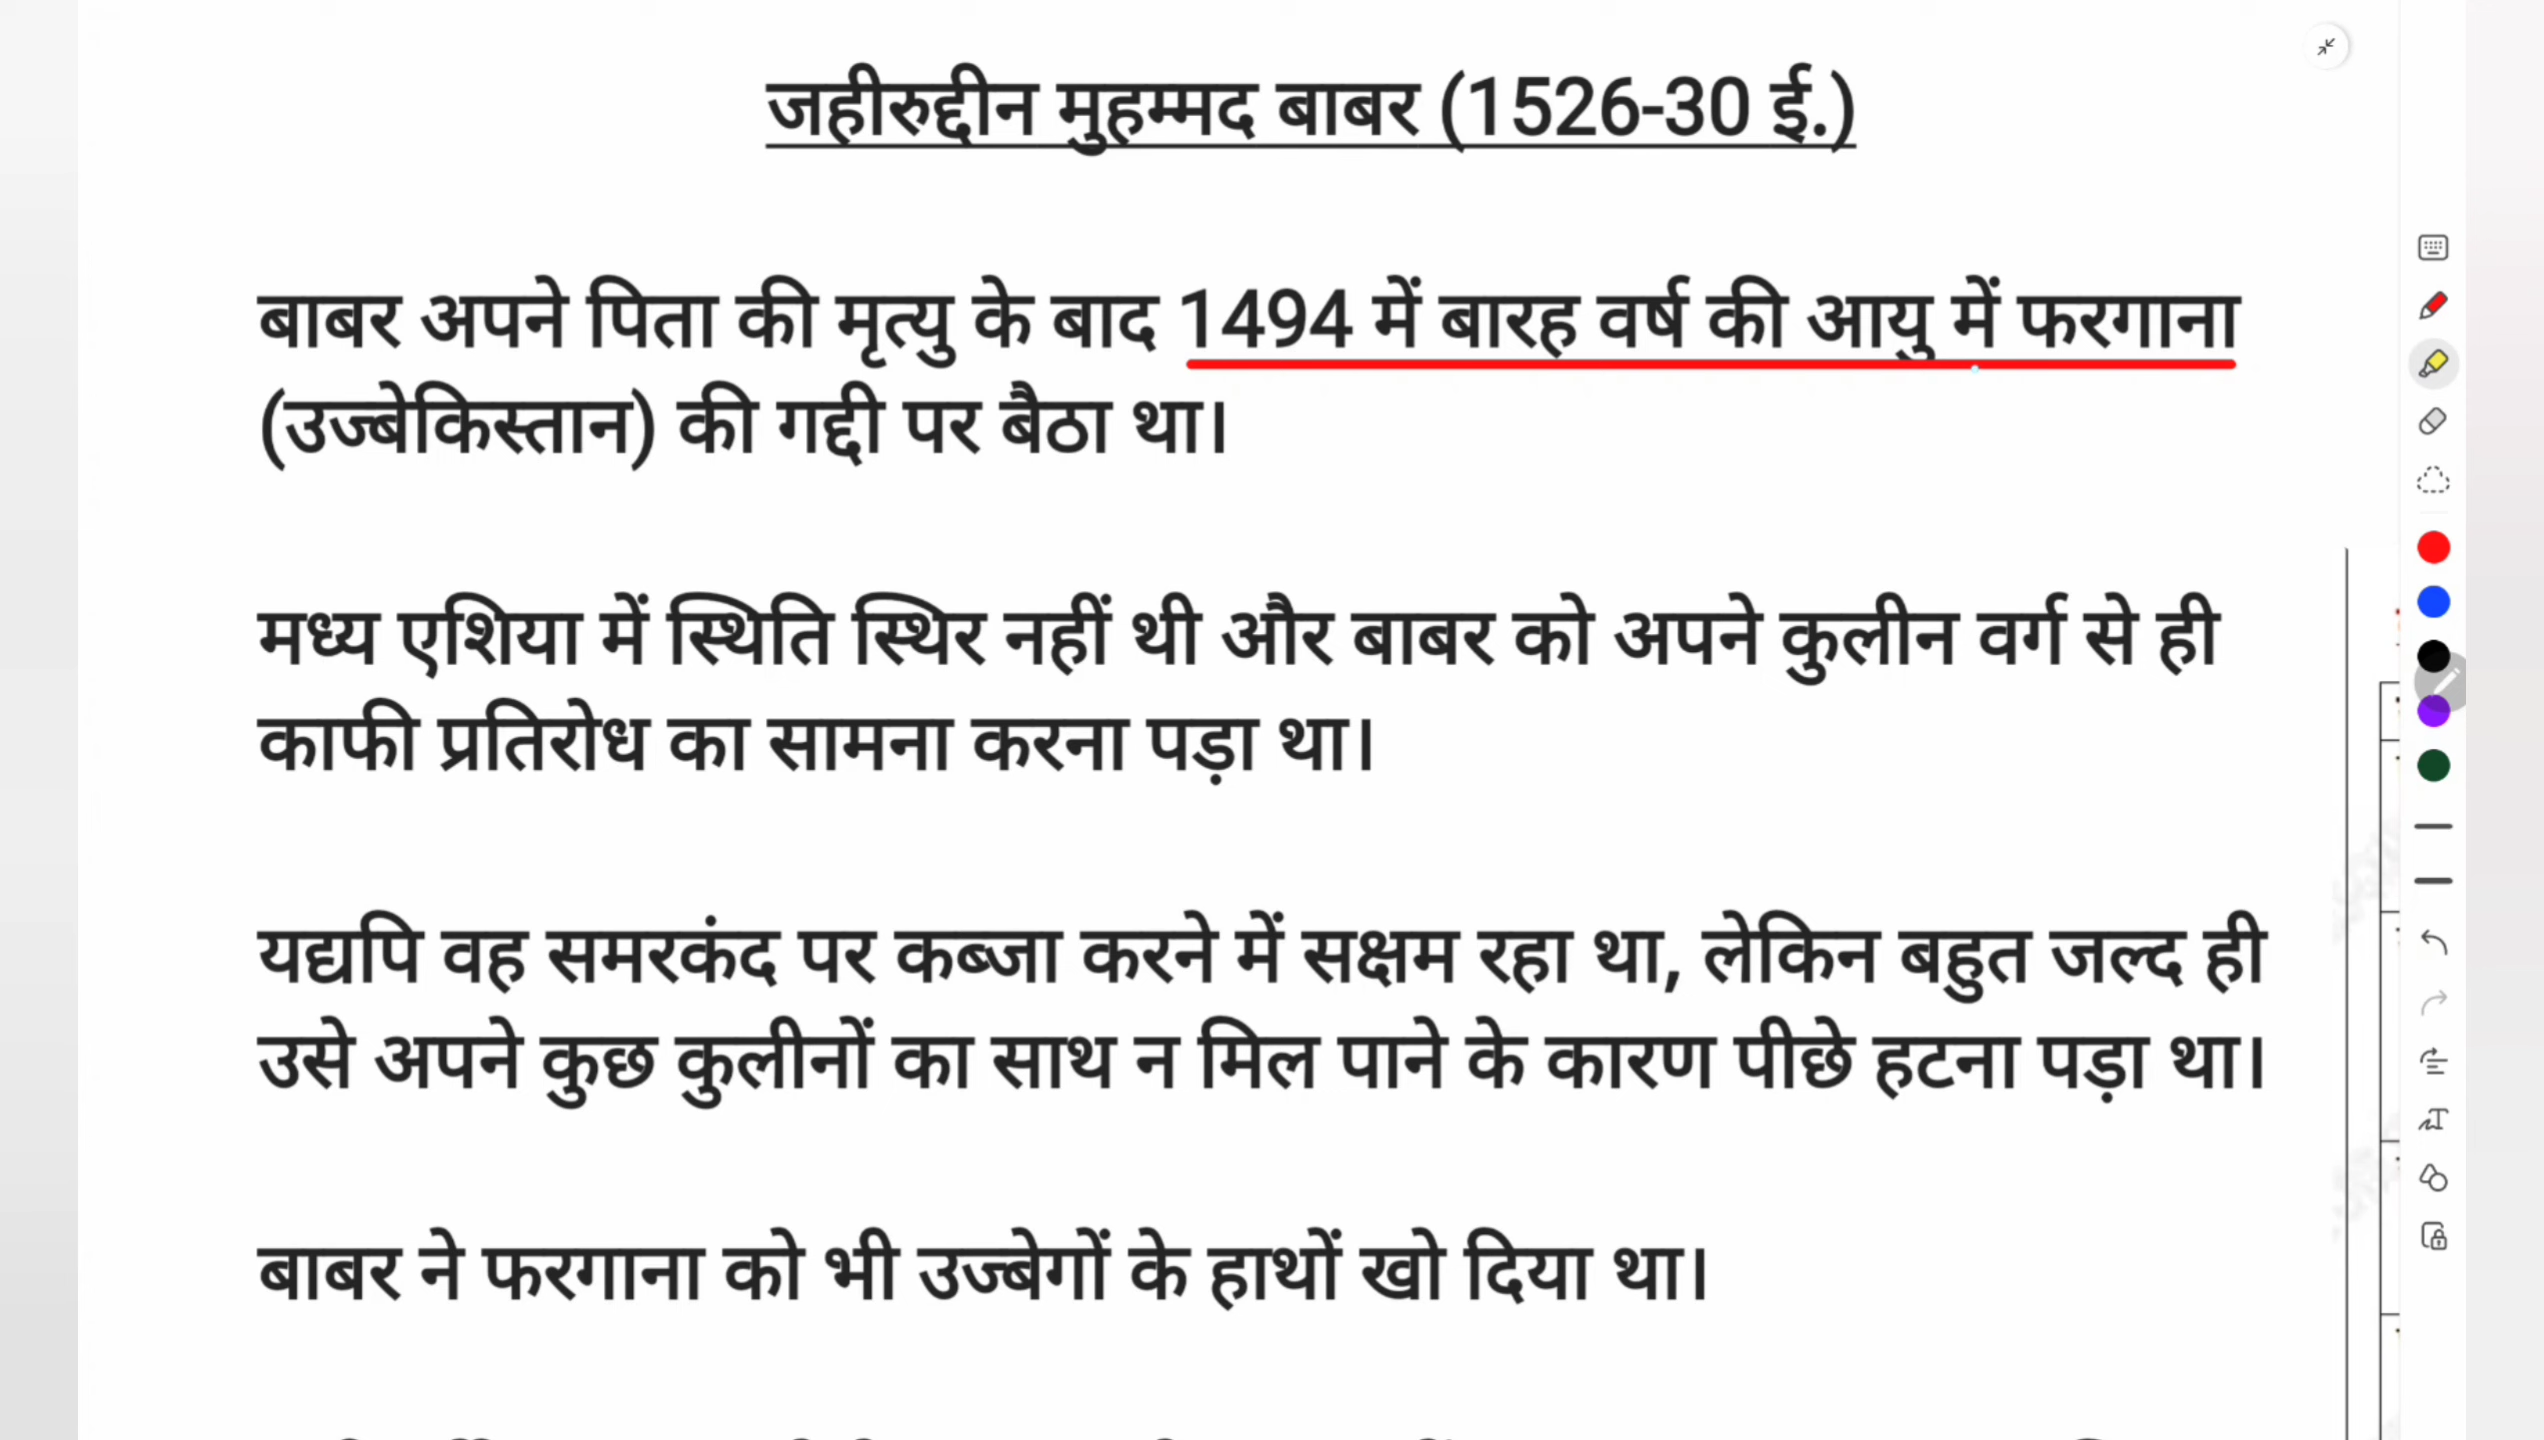 जहीरुद्दीन मुहम्मद बाबर (1526-30 ई.)
बाबर अपने पिता की मृत्यु के बाद 1494 में बारह वर्ष की आयु में फरगाना
(उज्बेकिस्तान) की गद्दी पर बैठा था।
मध्य एशिया में स्थिति स्थिर नहीं थी और बाबर को अपने कुलीन वर्ग से ही
काफी प्रतिरोध का सामना करना पड़ा था।
यद्यपि वह समरकंद पर कब्जा करने में सक्षम रहा था, लेकिन बहुत जल्द ही
उसे अपने कुछ कुलीनों का साथ न मिल पाने के कारण पीछे हटना पड़ा था।
बाबर ने फरगाना को भी उज्बेगों के हाथों खो दिया था।